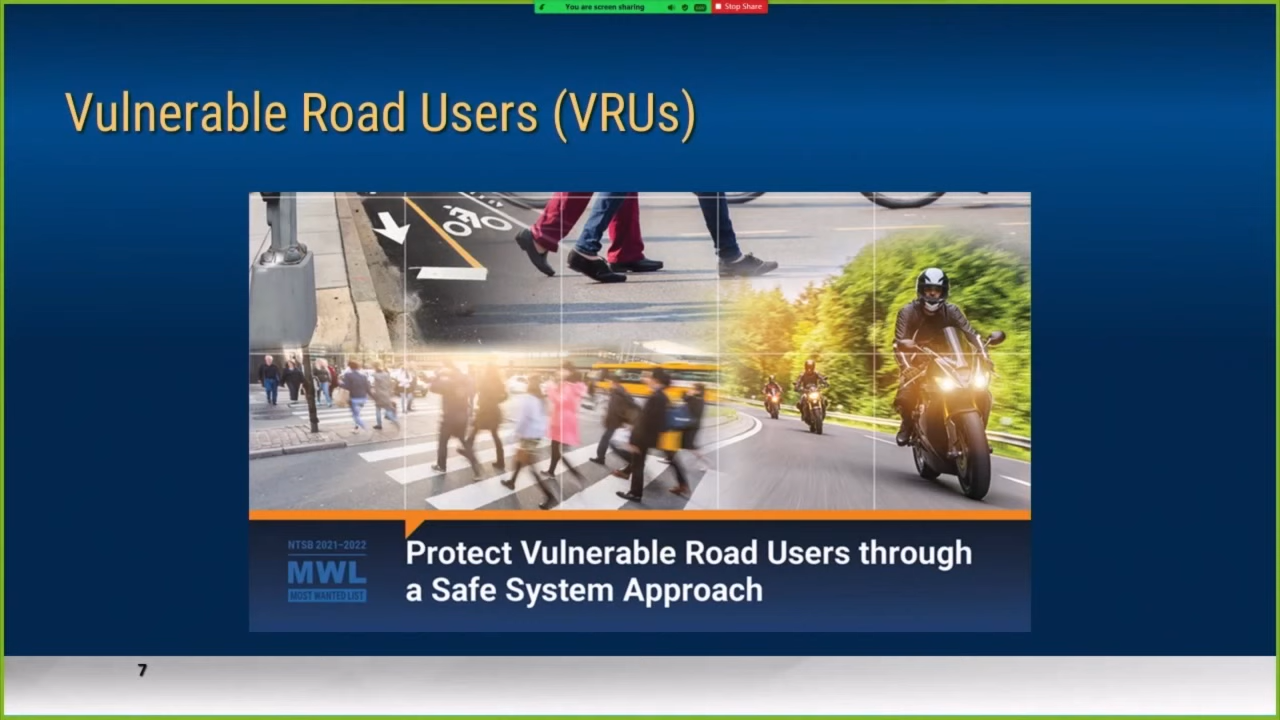 You are screen sharing
Stop Share
Vulnerable Road Users (VRUs)
NTSB 2021–2022
MWL
MOST WANTED LIST
Protect Vulnerable Road Users through
a Safe System Approach
7